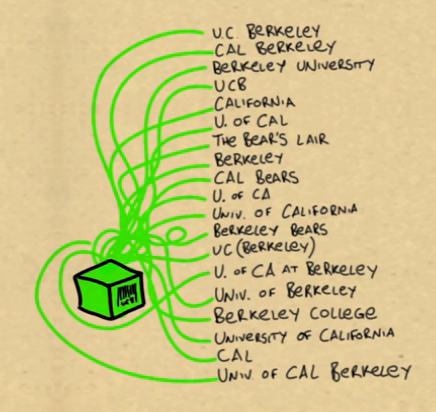 U.C. BERKELEY
CAL BERKELEY
BERKELEY UNIVERSITY
UCB
CALIFORNIA
U. OF CAL
THE BEAR'S LAIR
BERKELEY
CAL BEARS
U. OF CA
UNIV. OF CALIFORNIA
BERKELEY BEARS
UC (BERKELEY)
U. OF CA AT BERKELEY
UNIV. OF BERKELEY
BERKELEY COLLEGE
UNIVERSITY OF CALIFORNIA
CAL
UNIV. OF CAL BERKELEY